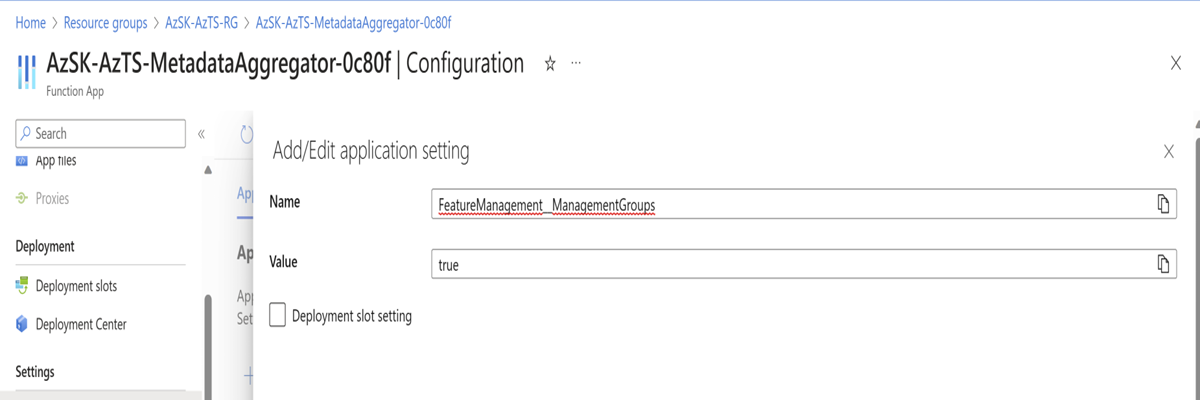 Home > Resource groups > AzSK-AzTS-RG > AzSK-AzTS-MetadataAggregator-0c80f
AzSK-AzTS-MetadataAggregator-0c80f | Configuration
Function App
Search
App files
Proxies
Deployment
Deployment slots
Deployment Center
Settings
App
Ap
App
Set
Add/Edit application setting
Name
FeatureManagement__ManagementGroups
Value
true
Deployment slot setting